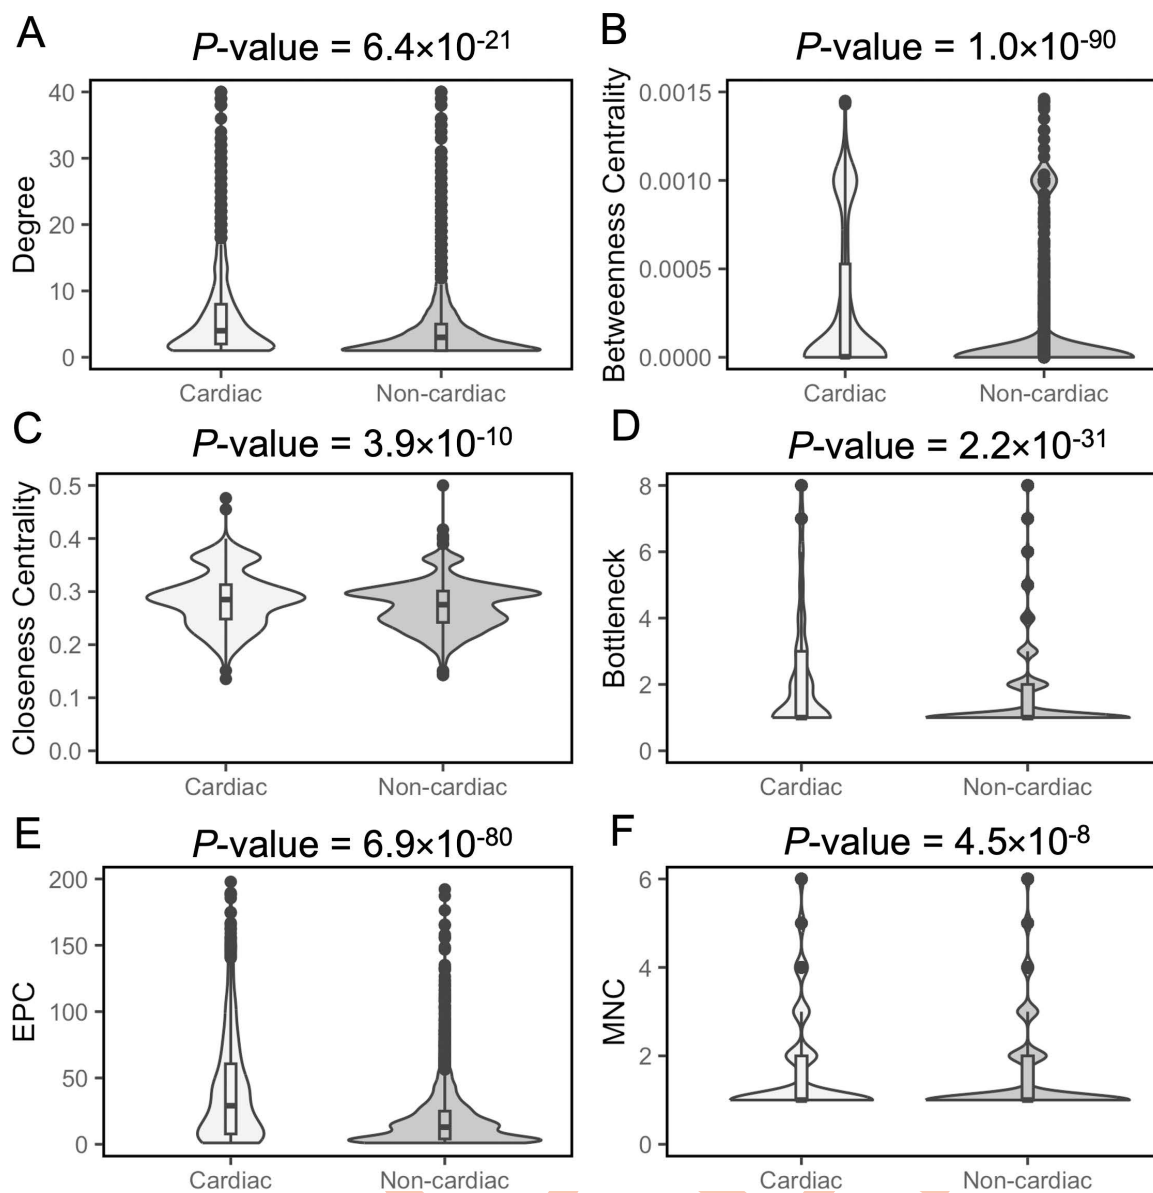 A
P-value = 6.4×10⁻²¹
Degree
40
30
20
10
0
Cardiac
Non-cardiac
B
P-value = 1.0×10⁻⁹⁰
Betweenness Centrality
0.0015
0.0010
0.0005
0.0000
Cardiac
Non-cardiac
C
P-value = 3.9×10⁻¹⁰
Closeness Centrality
0.5
0.4
0.3
0.2
0.1
0.0
Cardiac
Non-cardiac
D
P-value = 2.2×10⁻³¹
Bottleneck
8
6
4
2
0
Cardiac
Non-cardiac
E
P-value = 6.9×10⁻⁸⁰
EPC
200
150
100
50
0
Cardiac
Non-cardiac
F
P-value = 4.5×10⁻⁸
MNC
6
4
2
0
Cardiac
Non-cardiac